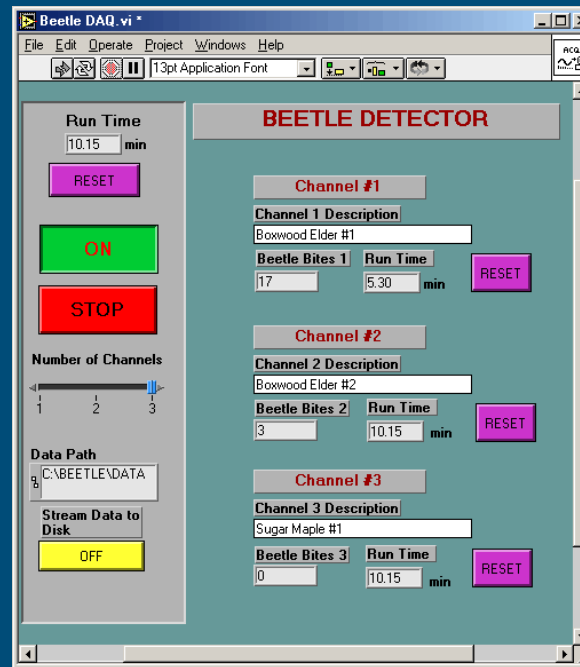 Beetle DAQ.vi *
File Edit Operate Project Windows Help
13pt Application Font
ACQ
Run Time
10.15 min
RESET
ON
STOP
Number of Channels
1 2 3
Data Path
C:\BEETLE\DATA
Stream Data to
Disk
OFF
BEETLE DETECTOR
Channel #1
Channel 1 Description
Boxwood Elder #1
Beetle Bites 1 Run Time
17 5.30 min RESET
Channel #2
Channel 2 Description
Boxwood Elder #2
Beetle Bites 2 Run Time
3 10.15 min RESET
Channel #3
Channel 3 Description
Sugar Maple #1
Beetle Bites 3 Run Time
0 10.15 min RESET